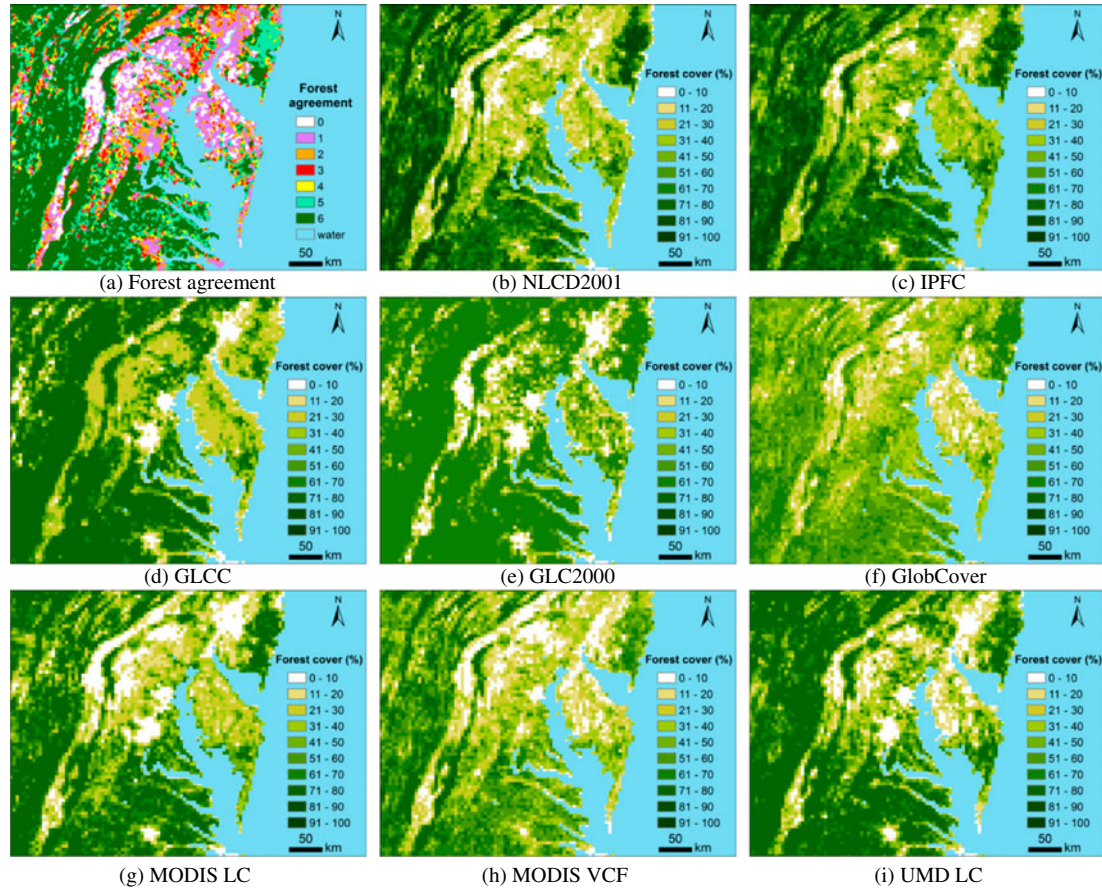 N
Forest
agreement
0
1
2
3
4
5
6
water
50
km
(a) Forest agreement
N
Forest cover (%)
0 - 10
11 - 20
21 - 30
31 - 40
41 - 50
51 - 60
61 - 70
71 - 80
81 - 90
91 - 100
50
km
(b) NLCD2001
N
Forest cover (%)
0 - 10
11 - 20
21 - 30
31 - 40
41 - 50
51 - 60
61 - 70
71 - 80
81 - 90
91 - 100
50
km
(c) IPFC
N
Forest cover (%)
0 - 10
11 - 20
21 - 30
31 - 40
41 - 50
51 - 60
61 - 70
71 - 80
81 - 90
91 - 100
50
km
(d) GLCC
N
Forest cover (%)
0 - 10
11 - 20
21 - 30
31 - 40
41 - 50
51 - 60
61 - 70
71 - 80
81 - 90
91 - 100
50
km
(e) GLC2000
N
Forest cover (%)
0 - 10
11 - 20
21 - 30
31 - 40
41 - 50
51 - 60
61 - 70
71 - 80
81 - 90
91 - 100
50
km
(f) GlobCover
N
Forest cover (%)
0 - 10
11 - 20
21 - 30
31 - 40
41 - 50
51 - 60
61 - 70
71 - 80
81 - 90
91 - 100
50
km
(g) MODIS LC
N
Forest cover (%)
0 - 10
11 - 20
21 - 30
31 - 40
41 - 50
51 - 60
61 - 70
71 - 80
81 - 90
91 - 100
50
km
(h) MODIS VCF
N
Forest cover (%)
0 - 10
11 - 20
21 - 30
31 - 40
41 - 50
51 - 60
61 - 70
71 - 80
81 - 90
91 - 100
50
km
(i) UMD LC